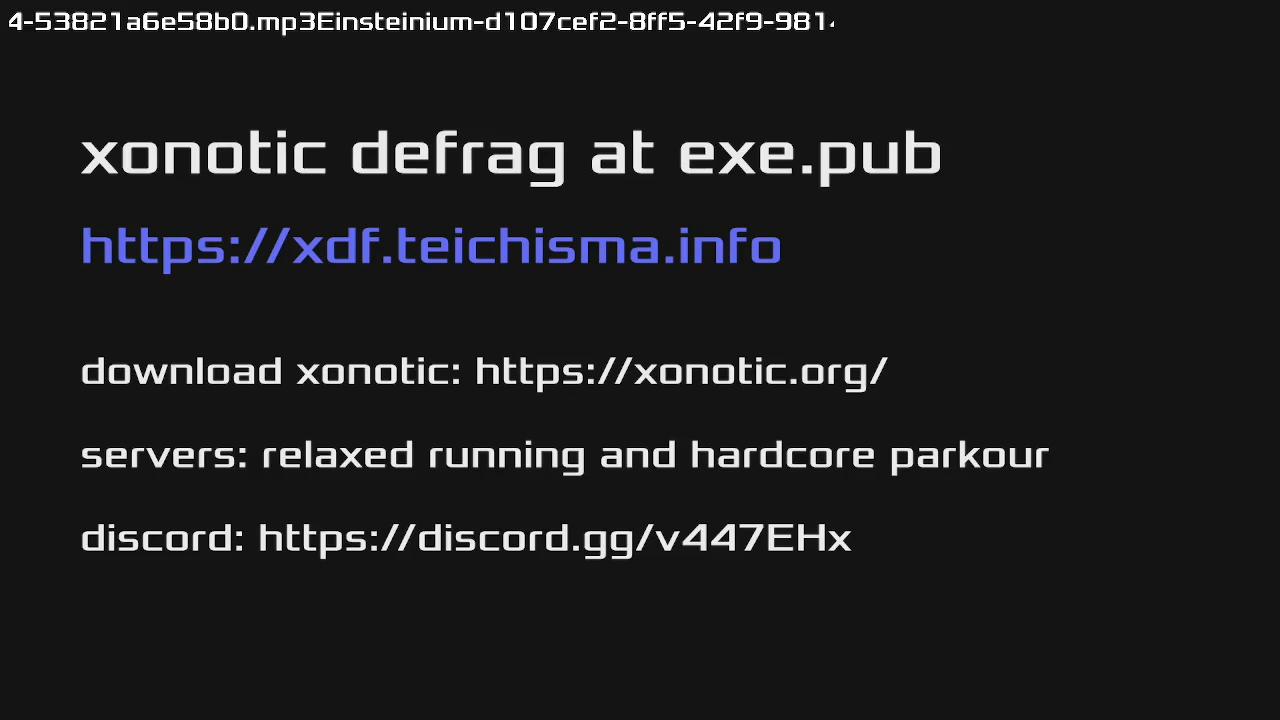 4-53821a6e58b0.mp3Einsteinium-d107cef2-8ff5-42f9-981
xonotic defrag at exe.pub
https://xdf.teichisma.info
download xonotic: https://xonotic.org/
servers: relaxed running and hardcore parkour
discord: https://discord.gg/v447EHx